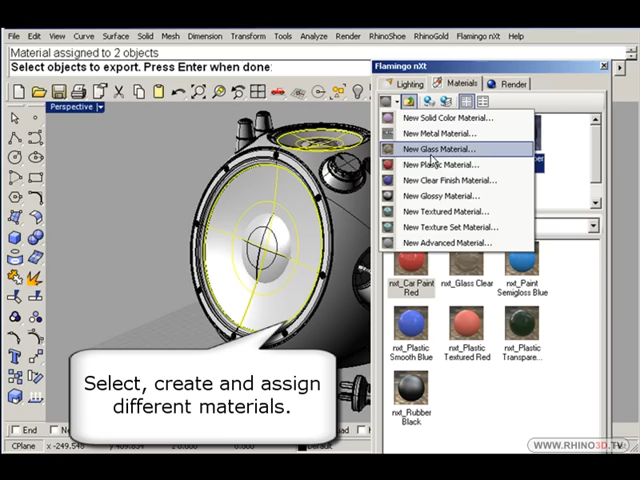 File Edit View Curve Surface Solid Mesh Dimension Transform Tools Analyze Render RhinoShoe RhinoGold Flamingo nXt Help
Material assigned to 2 objects
Select objects to export. Press Enter when done:
Flamingo nXt
Lighting Materials Render
Perspective
New Solid Color Material...
New Metal Material...
New Glass Material...
New Plastic Material...
New Clear Finish Material...
New Glossy Material...
New Textured Material...
New Texture Set Material...
New Advanced Material...
nxt_Car Paint Red
nxt_Glass Clear
nxt_Paint Semigloss Blue
nxt_Plastic Smooth Blue
nxt_Plastic Textured Red
nxt_Plastic Transpare...
nxt_Rubber Black
Select, create and assign
different materials.
End
CPlane
x -249.548
Default
WWW.RHINO3D.TV